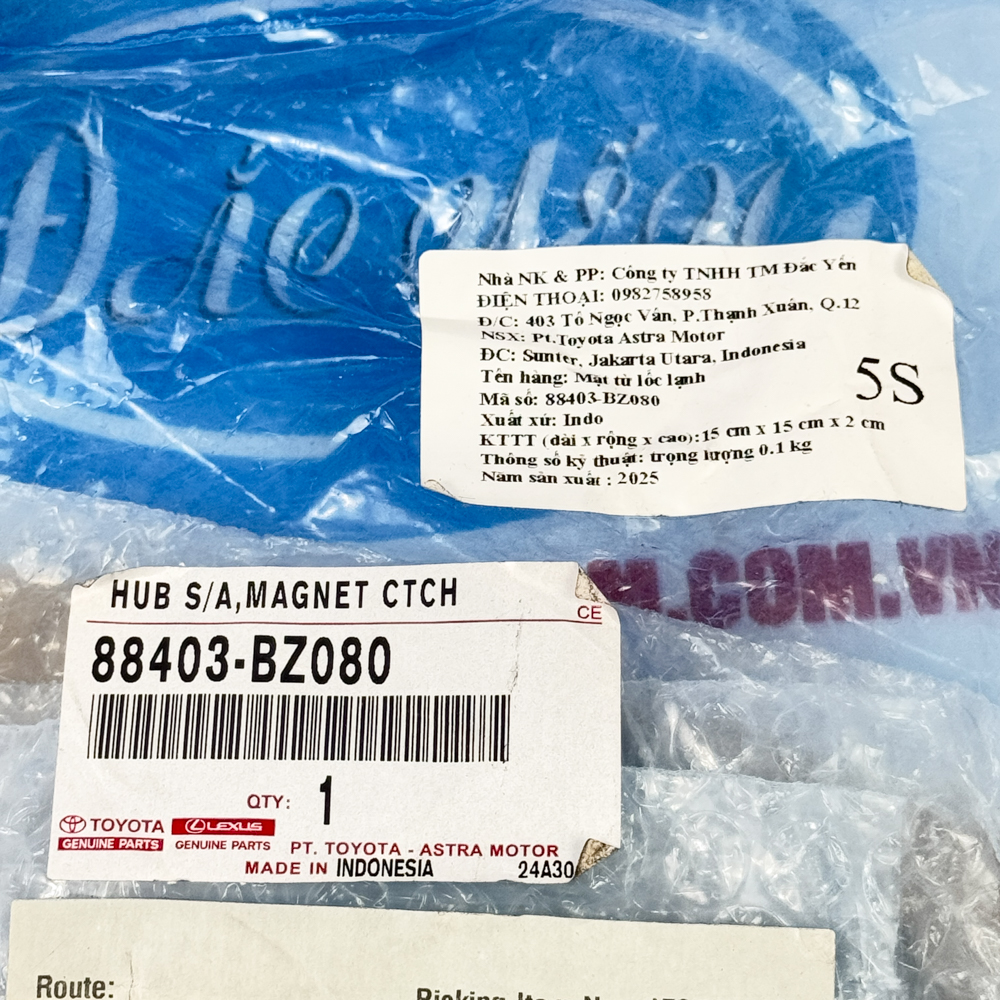 Nhà NK & PP: Công ty TNHH TM Đắc Yến
ĐIỆN THOẠI: 0982758958
Đ/C: 403 Tô Ngọc Vân, P.Thạnh Xuân, Q.12
NSX: Pt.Toyota Astra Motor
ĐC: Sunter, Jakarta Utara, Indonesia
Tên hàng: Mặt từ lốc lạnh
Mã số: 88403-BZ080
Xuất xứ: Indo
KTTT (dài x rộng x cao):15 cm x 15 cm x 2 cm
Thông số kỹ thuật: trọng lượng 0.1 kg
Năm sản xuất : 2025
5S
M.COM.VN
HUB S/A,MAGNET CTCH
CE
88403-BZ080
QTY: 1
TOYOTA
GENUINE PARTS
LEXUS
GENUINE PARTS
PT. TOYOTA - ASTRA MOTOR
MADE IN INDONESIA
24A30
Route: